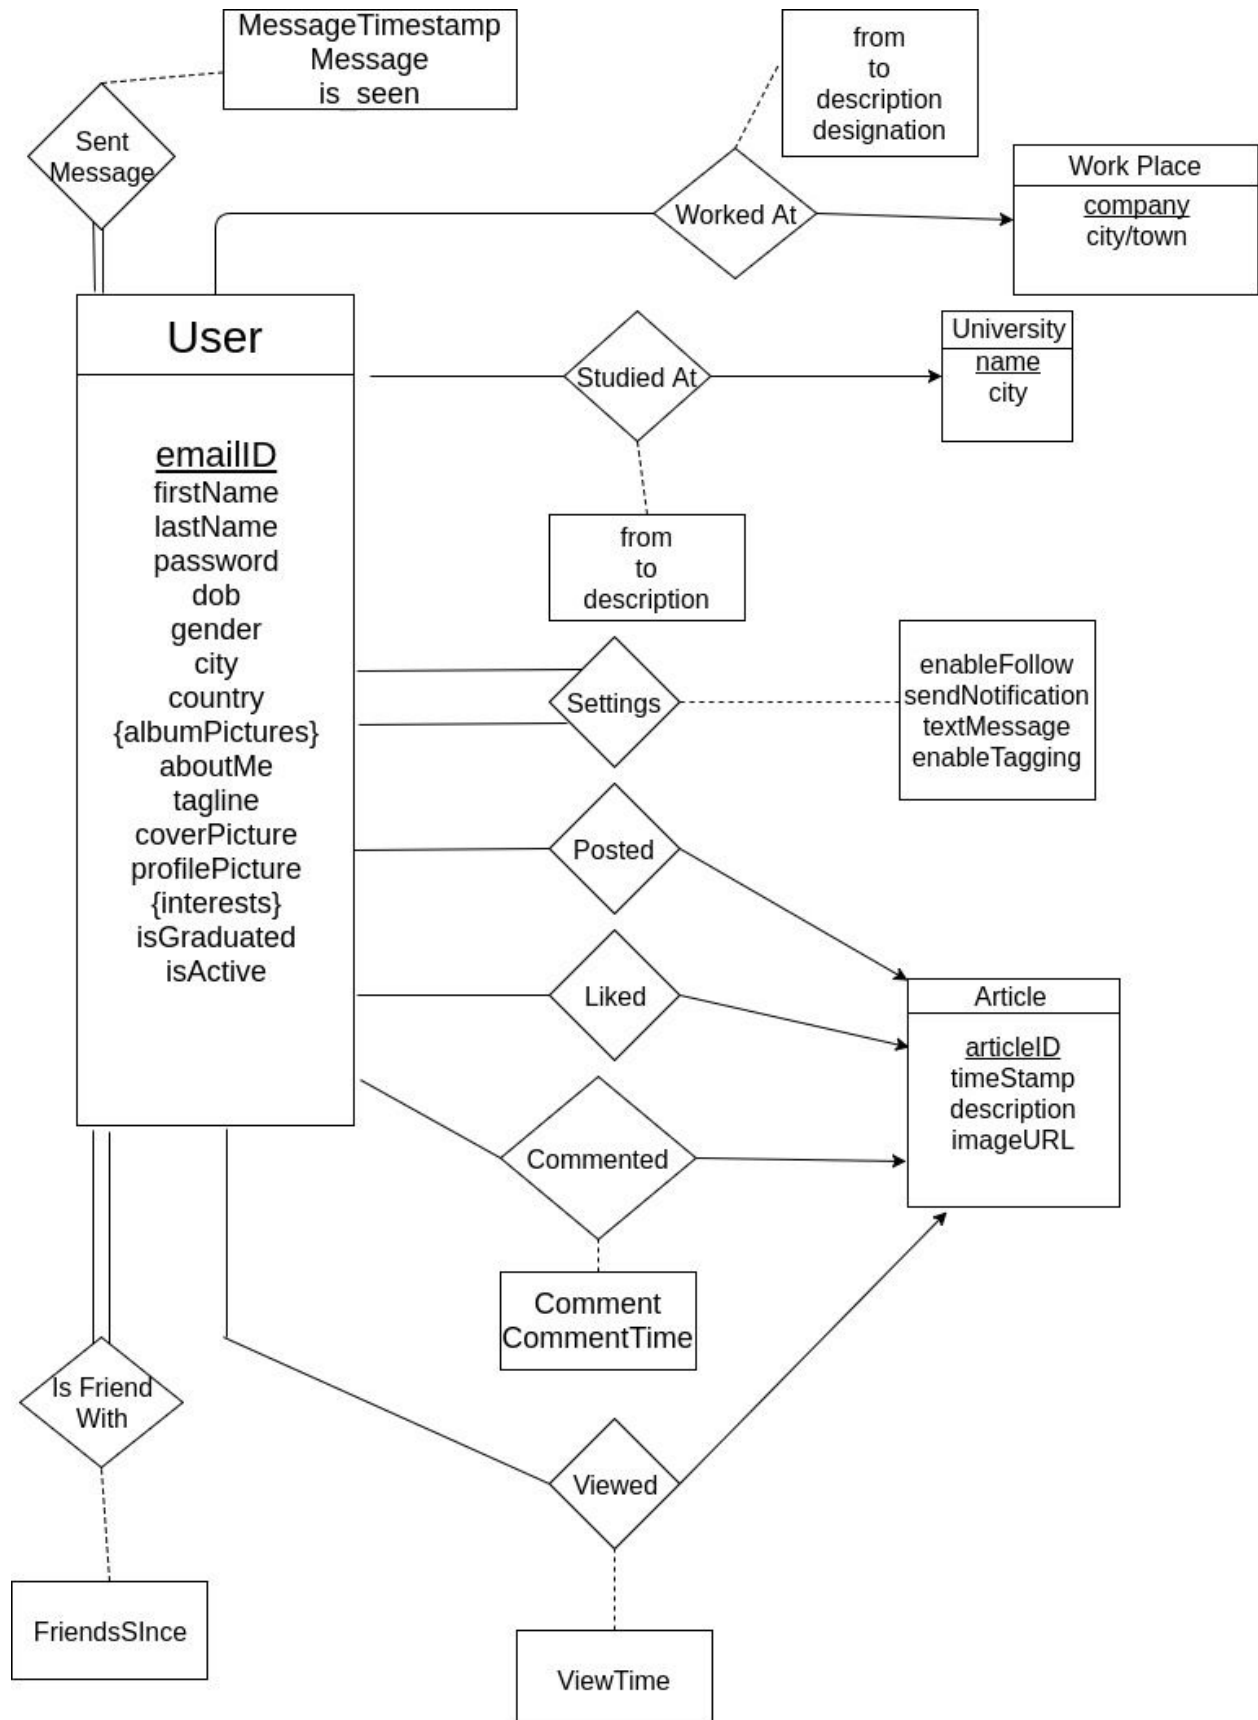 MessageTimestamp
Message
is_seen
from
to
description
designation
Sent
Message
Work Place
company
city/town
Worked At
User
emailID
firstName
lastName
password
dob
gender
city
country
{albumPictures}
aboutMe
tagline
coverPicture
profilePicture
{interests}
isGraduated
isActive
University
name
city
Studied At
from
to
description
Settings
enableFollow
sendNotification
textMessage
enableTagging
Posted
Liked
Article
articleID
timeStamp
description
imageURL
Commented
Comment
CommentTime
Is Friend
With
Viewed
FriendsSInce
ViewTime